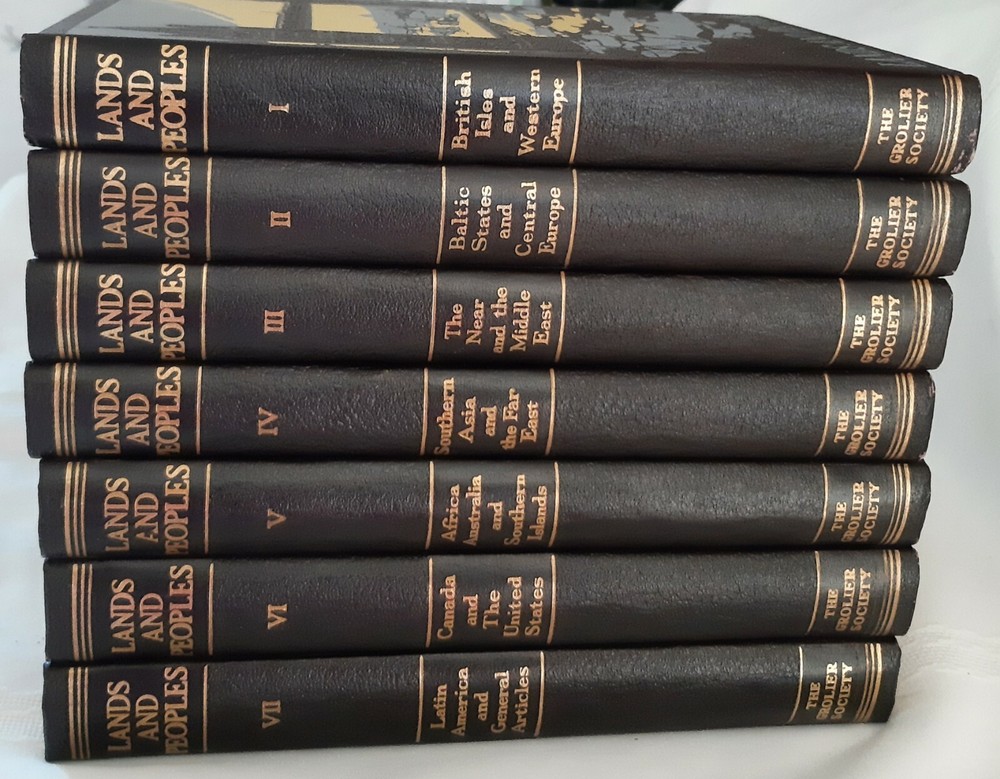 LANDS
AND
PEOPLES
I
British
Isles
and
Western
Europe
THE
GROLIER
SOCIETY
LANDS
AND
PEOPLES
II
Baltic
States
and
Central
Europe
THE
GROLIER
SOCIETY
LANDS
AND
PEOPLES
III
The
Near
and the
Middle
East
THE
GROLIER
SOCIETY
LANDS
AND
PEOPLES
IV
Southern
Asia
and
the Far
East
THE
GROLIER
SOCIETY
LANDS
AND
PEOPLES
V
Africa
Australia
and
Southern
Islands
THE
GROLIER
SOCIETY
LANDS
AND
PEOPLES
VI
Canada
and
The
United
States
THE
GROLIER
SOCIETY
LANDS
AND
PEOPLES
VII
Latin
America
and
General
Articles
THE
GROLIER
SOCIETY